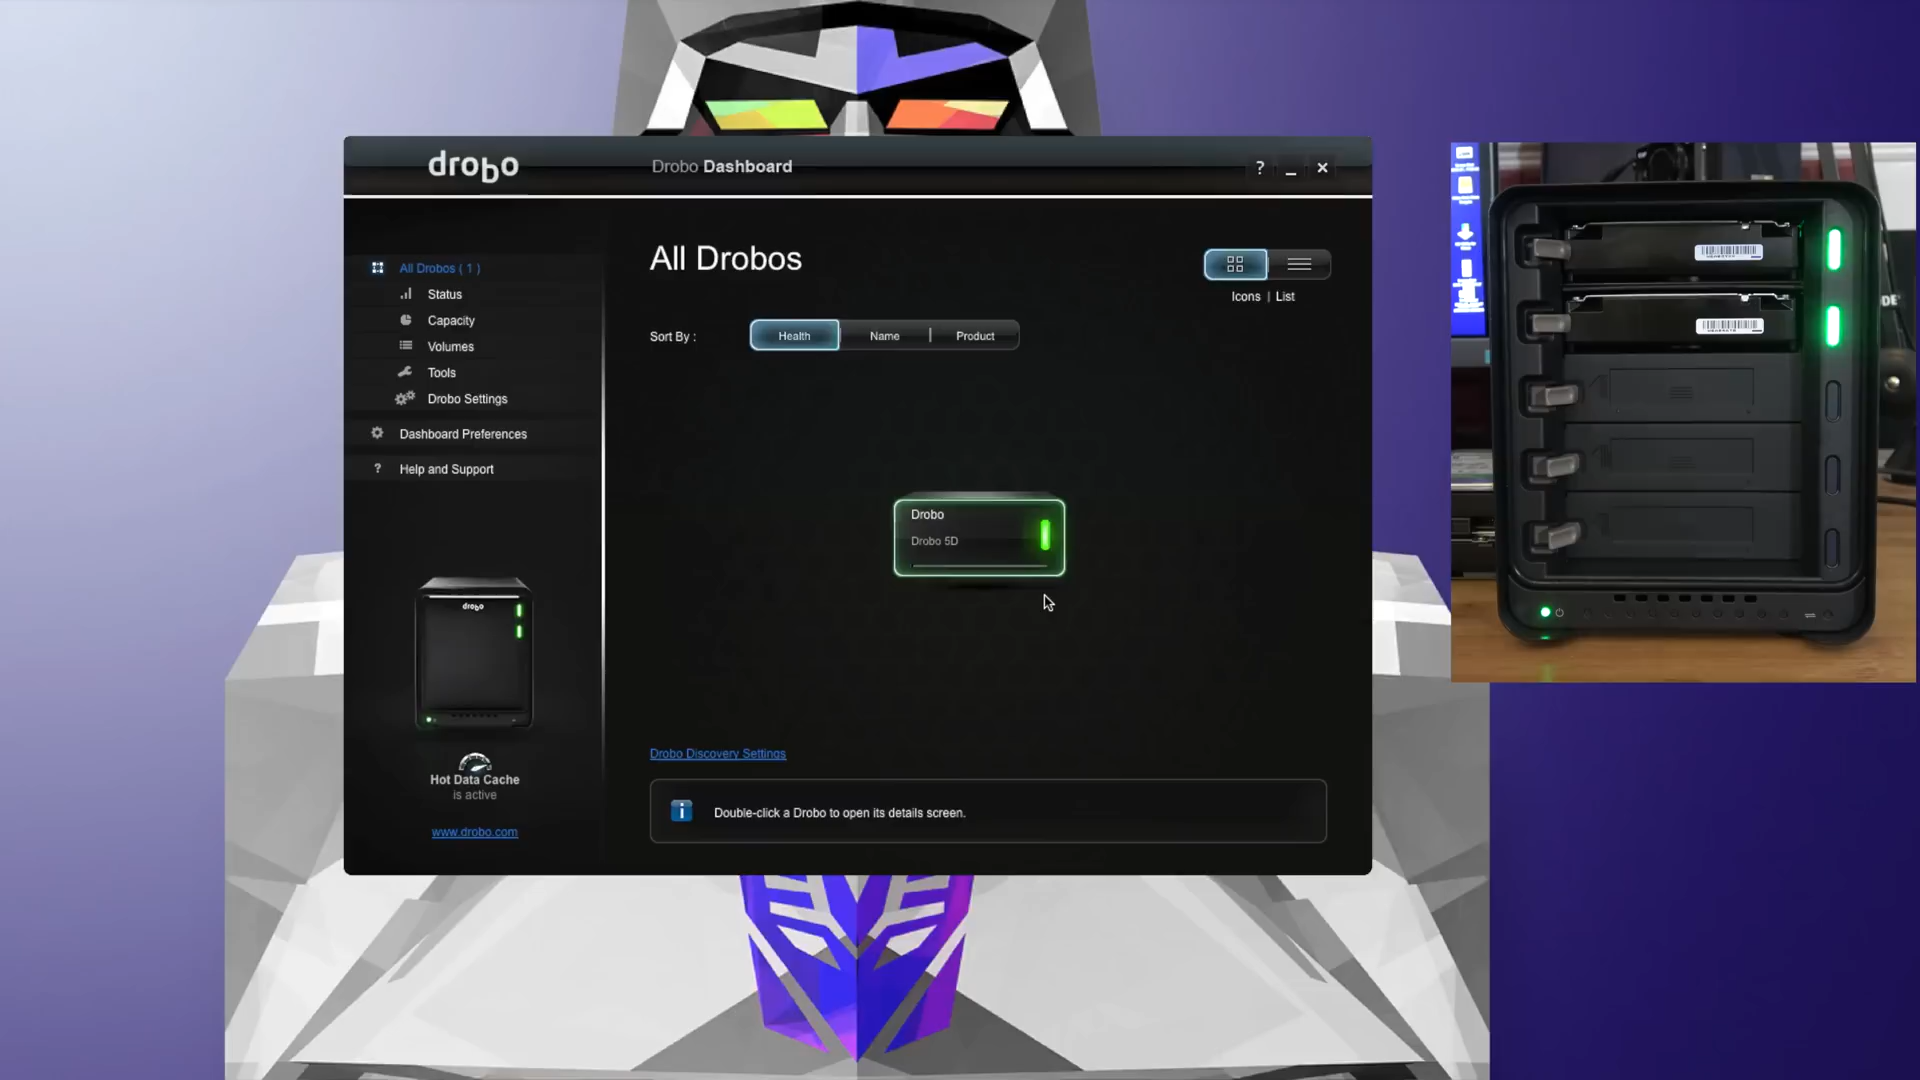 drobo
Drobo Dashboard
?
All Drobos ( 1 )
Status
Capacity
Volumes
Tools
Drobo Settings
Dashboard Preferences
? Help and Support
drobo
Hot Data Cache
is active
www.drobo.com
All Drobos
Icons | List
Sort By :
Health
Name
Product
Drobo
Drobo 5D
Drobo Discovery Settings
i
Double-click a Drobo to open its details screen.